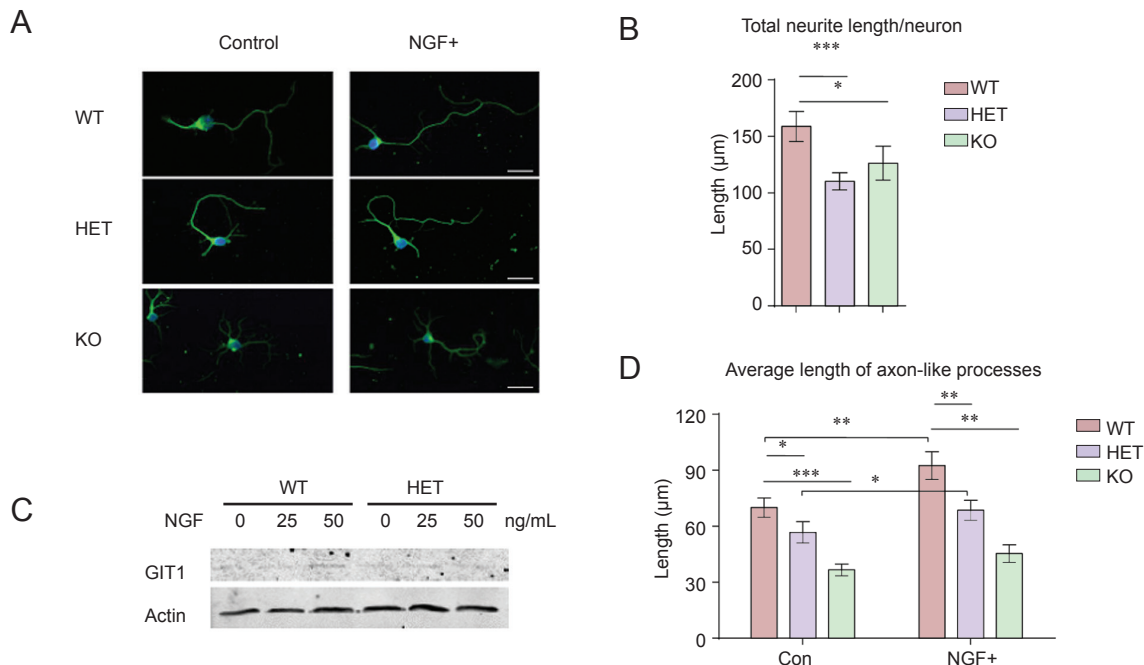 A
Control NGF+
WT
HET
KO
B
Total neurite length/neuron
***
*
200
150
100
50
0
Length (µm)
WT
HET
KO
C
WT HET
NGF 0 25 50 0 25 50 ng/mL
GIT1
Actin
D
Average length of axon-like processes
**
**
**
*
***
*
120
90
60
30
0
Length (µm)
Con NGF+
WT
HET
KO